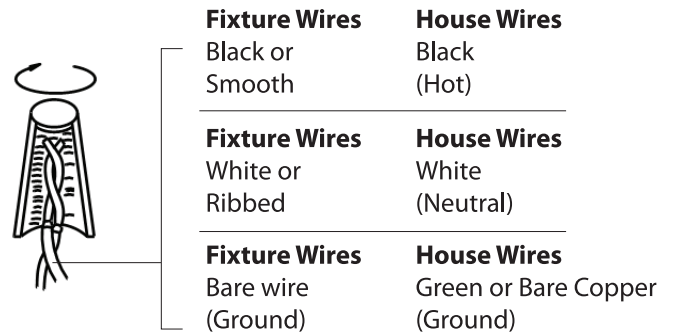 Fixture Wires House Wires
Black or Black
Smooth (Hot)
Fixture Wires House Wires
White or White
Ribbed (Neutral)
Fixture Wires House Wires
Bare wire Green or Bare Copper
(Ground) (Ground)